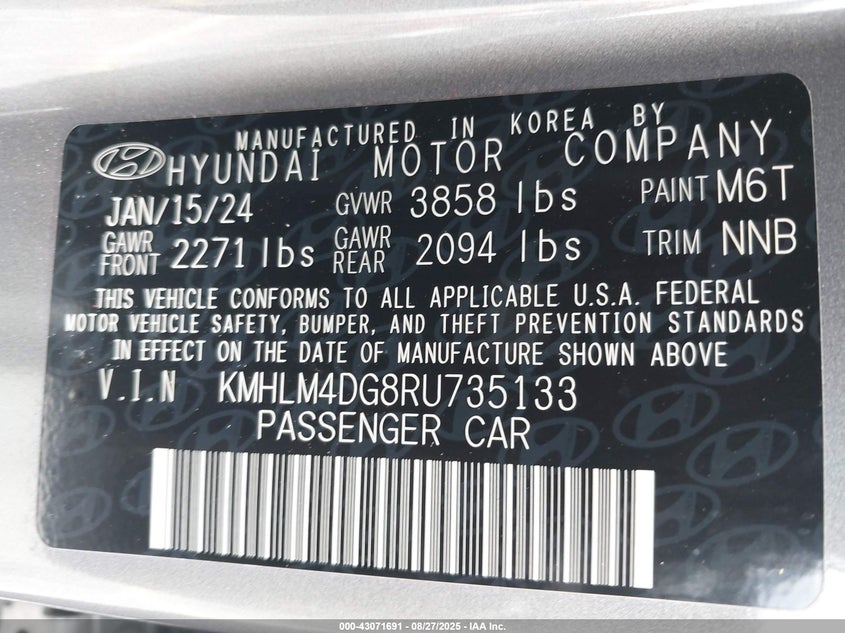 MANUFACTURED IN KOREA BY
HYUNDAI MOTOR COMPANY
JAN/15/24 GVWR 3858 lbs PAINT M6T
GAWR FRONT 2271 lbs GAWR REAR 2094 lbs TRIM NNB
THIS VEHICLE CONFORMS TO ALL APPLICABLE U.S.A. FEDERAL
MOTOR VEHICLE SAFETY, BUMPER, AND THEFT PREVENTION STANDARDS
IN EFFECT ON THE DATE OF MANUFACTURE SHOWN ABOVE
V.I.N KMHLM4DG8RU735133
PASSENGER CAR
000-43071691 - 08/27/2025 - IAA Inc.